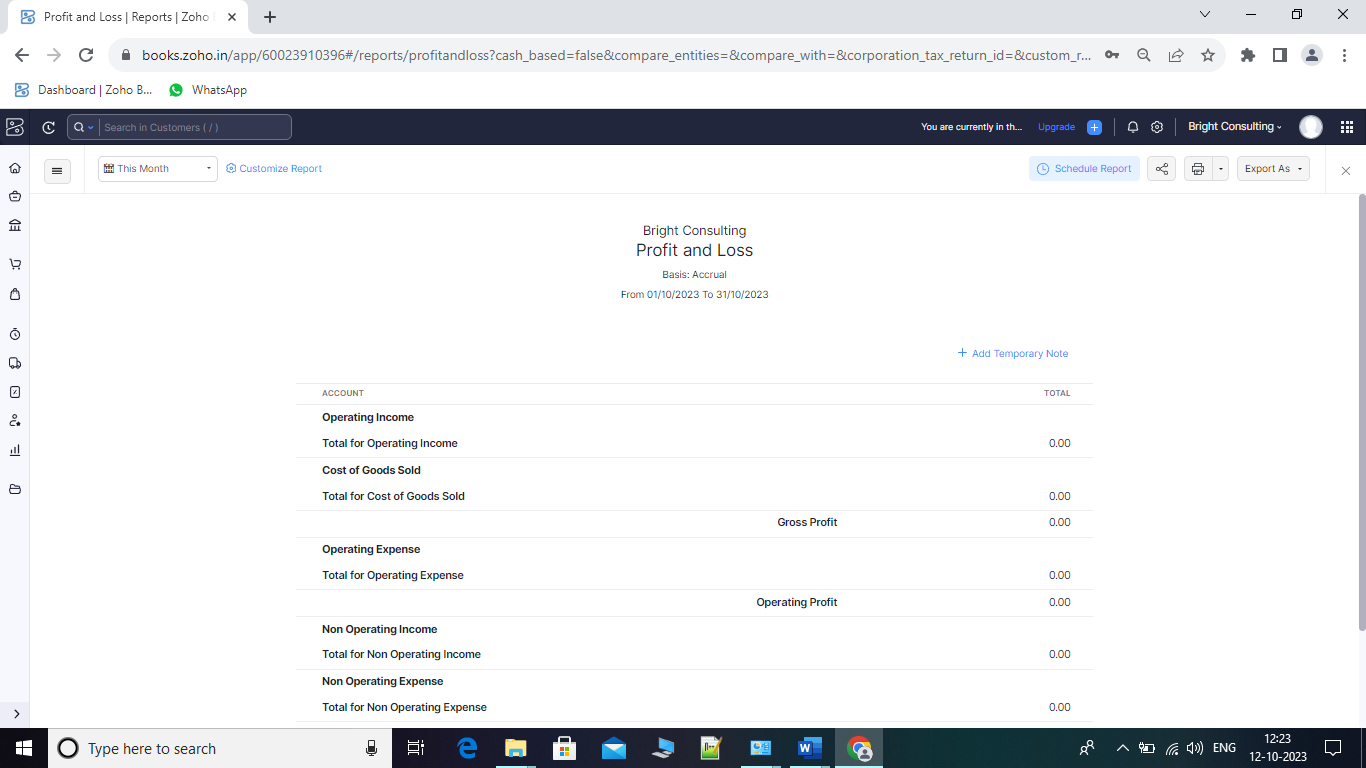 Profit and Loss | Reports | Zoho
books.zoho.in/app/60023910396#/reports/profitandloss?cash_based=false&compare_entities=&compare_with=&corporation_tax_return_id=&custom_r...
Dashboard | Zoho B... WhatsApp
Search in Customers ( / ) You are currently in th... Upgrade Bright Consulting
This Month Customize Report Schedule Report Export As
Bright Consulting
Profit and Loss
Basis: Accrual
From 01/10/2023 To 31/10/2023
+ Add Temporary Note
ACCOUNT TOTAL
Operating Income
Total for Operating Income 0.00
Cost of Goods Sold
Total for Cost of Goods Sold 0.00
Gross Profit 0.00
Operating Expense
Total for Operating Expense 0.00
Operating Profit 0.00
Non Operating Income
Total for Non Operating Income 0.00
Non Operating Expense
Total for Non Operating Expense 0.00
Type here to search ENG 12:23
12-10-2023